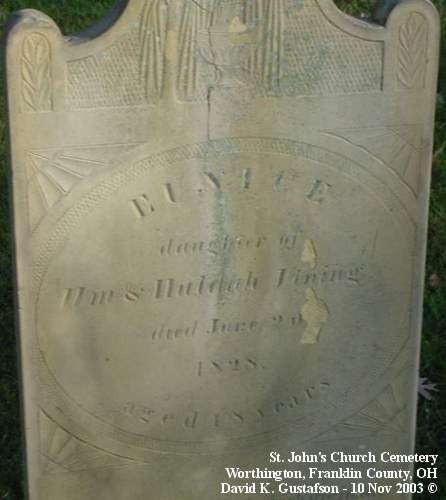 EUNICE
daughter of
Wm & Huldah Vining
died June 20
1828.
aged 18 Years
St. John's Church Cemetery
Worthington, Franklin County, OH
David K. Gustafson - 10 Nov 2003 ©